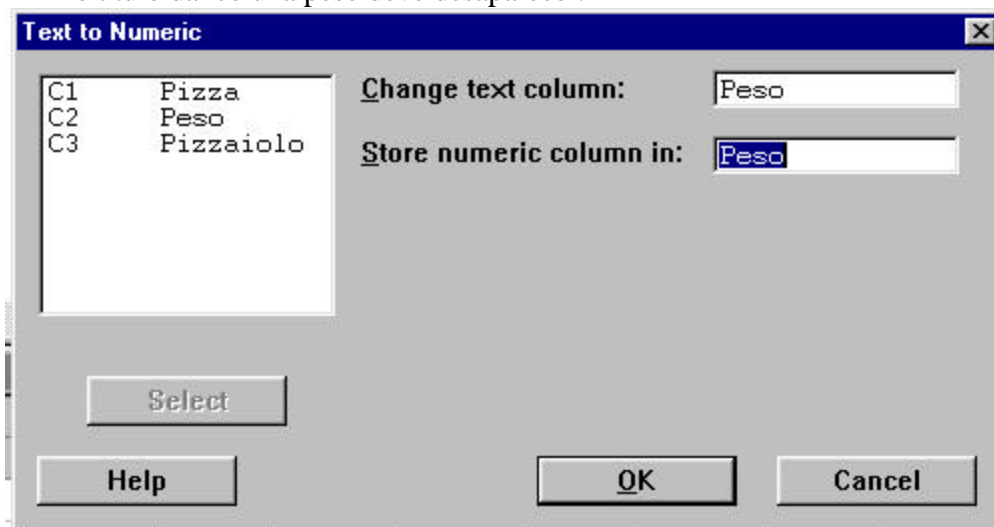 Text to Numeric
C1 Pizza
C2 Peso
C3 Pizzaiolo
Change text column: Peso
Store numeric column in: Peso
Select
Help OK Cancel